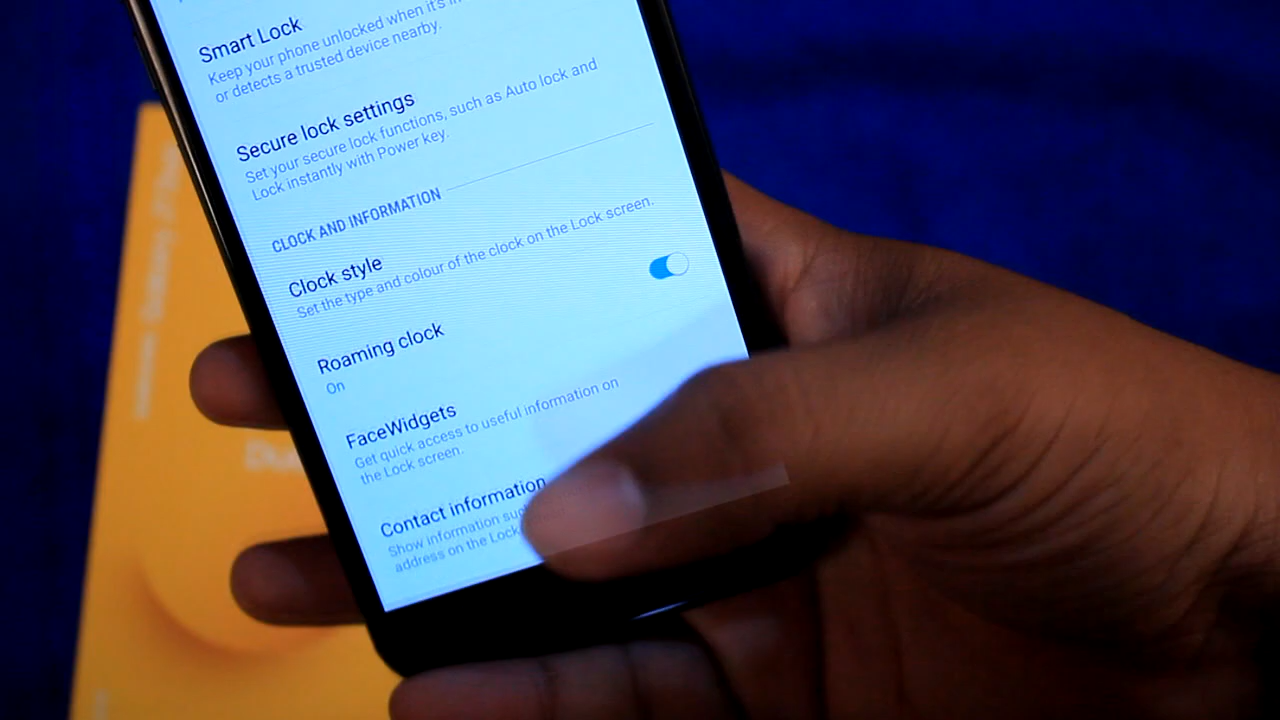 Smart Lock
Keep your phone unlocked when it's in
or detects a trusted device nearby.
Secure lock settings
Set your secure lock functions, such as Auto lock and
Lock instantly with Power key.
CLOCK AND INFORMATION
Clock style
Set the type and colour of the clock on the Lock screen.
Roaming clock
On
FaceWidgets
Get quick access to useful information on
the Lock screen.
Contact information
Show information such
address on the Lock